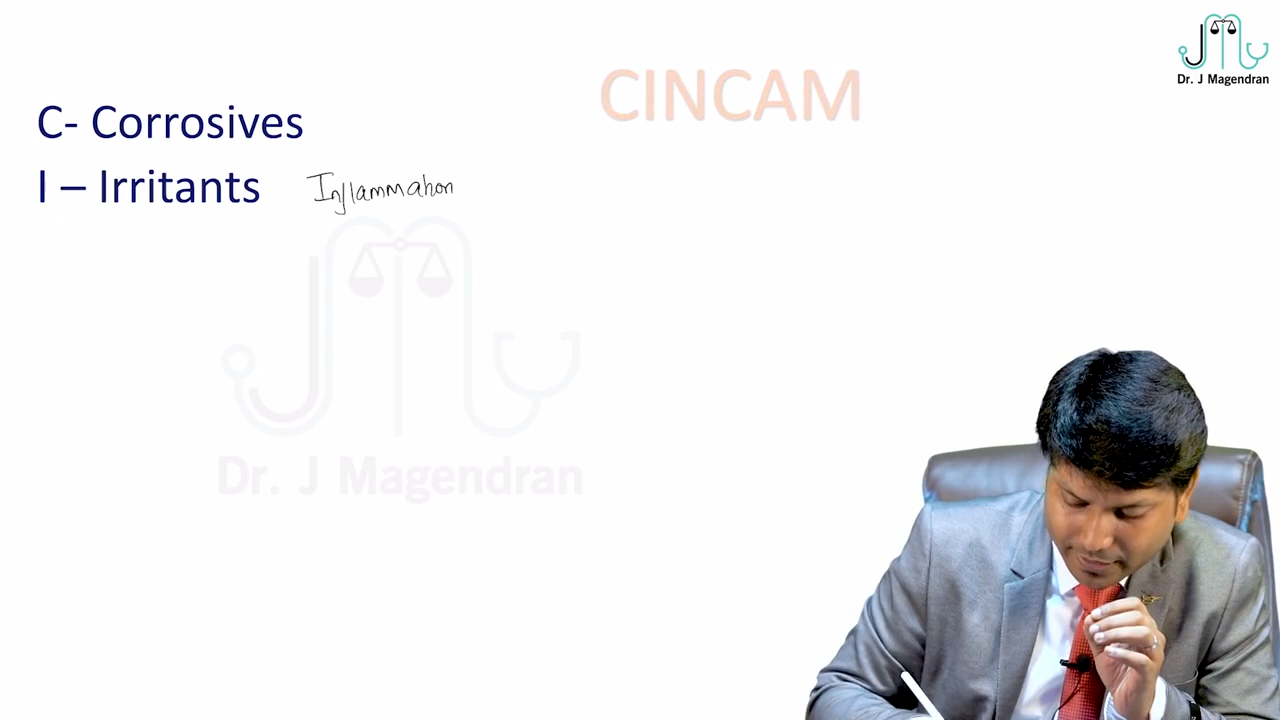 CINCAM
Dr. J Magendran
C- Corrosives
I – Irritants Inflammation
Dr. J Magendran